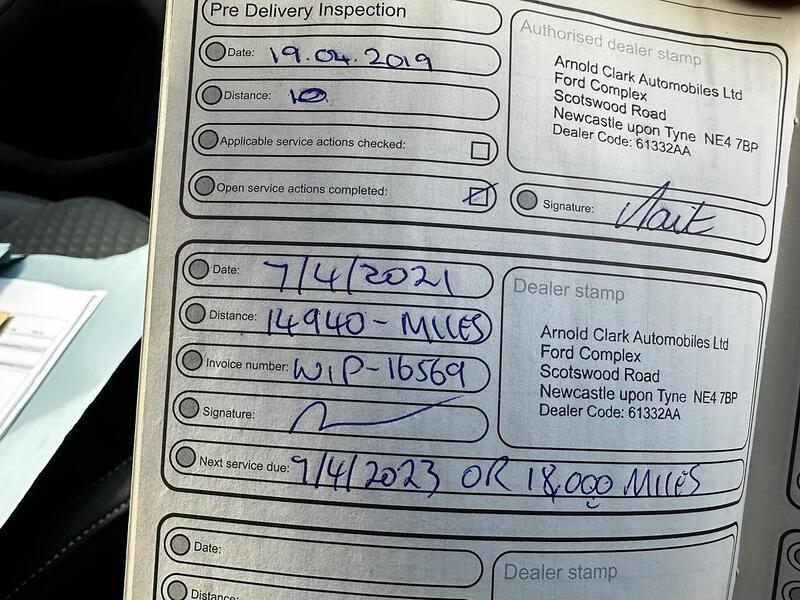 Pre Delivery Inspection
Date: 19.04.2019
Distance: 10
Applicable service actions checked:
Open service actions completed:
Authorised dealer stamp
Arnold Clark Automobiles Ltd
Ford Complex
Scotswood Road
Newcastle upon Tyne NE4 7BP
Dealer Code: 61332AA
Signature:
Date: 7/4/2021
Distance: 14940 - MILES
Invoice number: WIP-16569
Signature:
Next service due: 9/4/2023 OR 18,000 MILES
Dealer stamp
Arnold Clark Automobiles Ltd
Ford Complex
Scotswood Road
Newcastle upon Tyne NE4 7BP
Dealer Code: 61332AA
Date:
Distance:
Dealer stamp